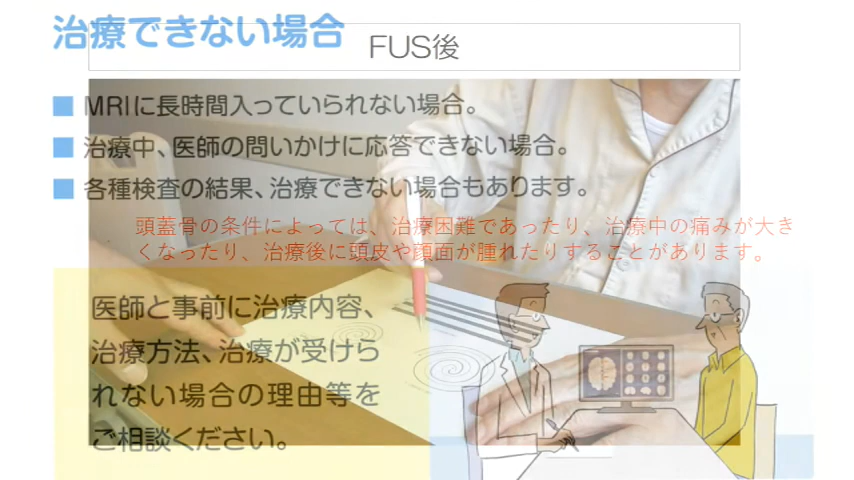 治療できない場合
FUS後
MRIに長時間入っていられない場合。
治療中、医師の問いかけに応答できない場合。
各種検査の結果、治療できない場合もあります。
頭蓋骨の条件によっては、治療困難であったり、治療中の痛みが大き
くなったり、治療後に頭皮や顔面が腫れたりすることがあります。
医師と事前に治療内容、
治療方法、治療が受けら
れない場合の理由等を
ご相談ください。